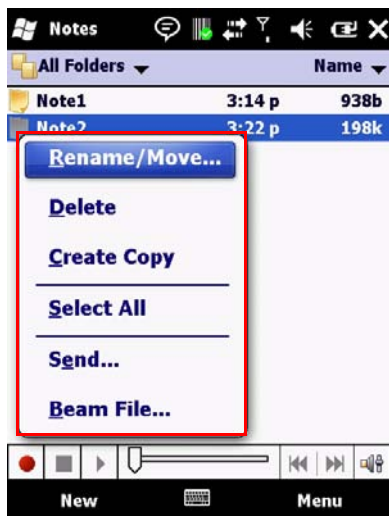 Notes
All Folders Name
Note1 3:14 p 938b
Note2 3:22 p 198k
Rename/Move...
Delete
Create Copy
Select All
Send...
Beam File...
New Menu